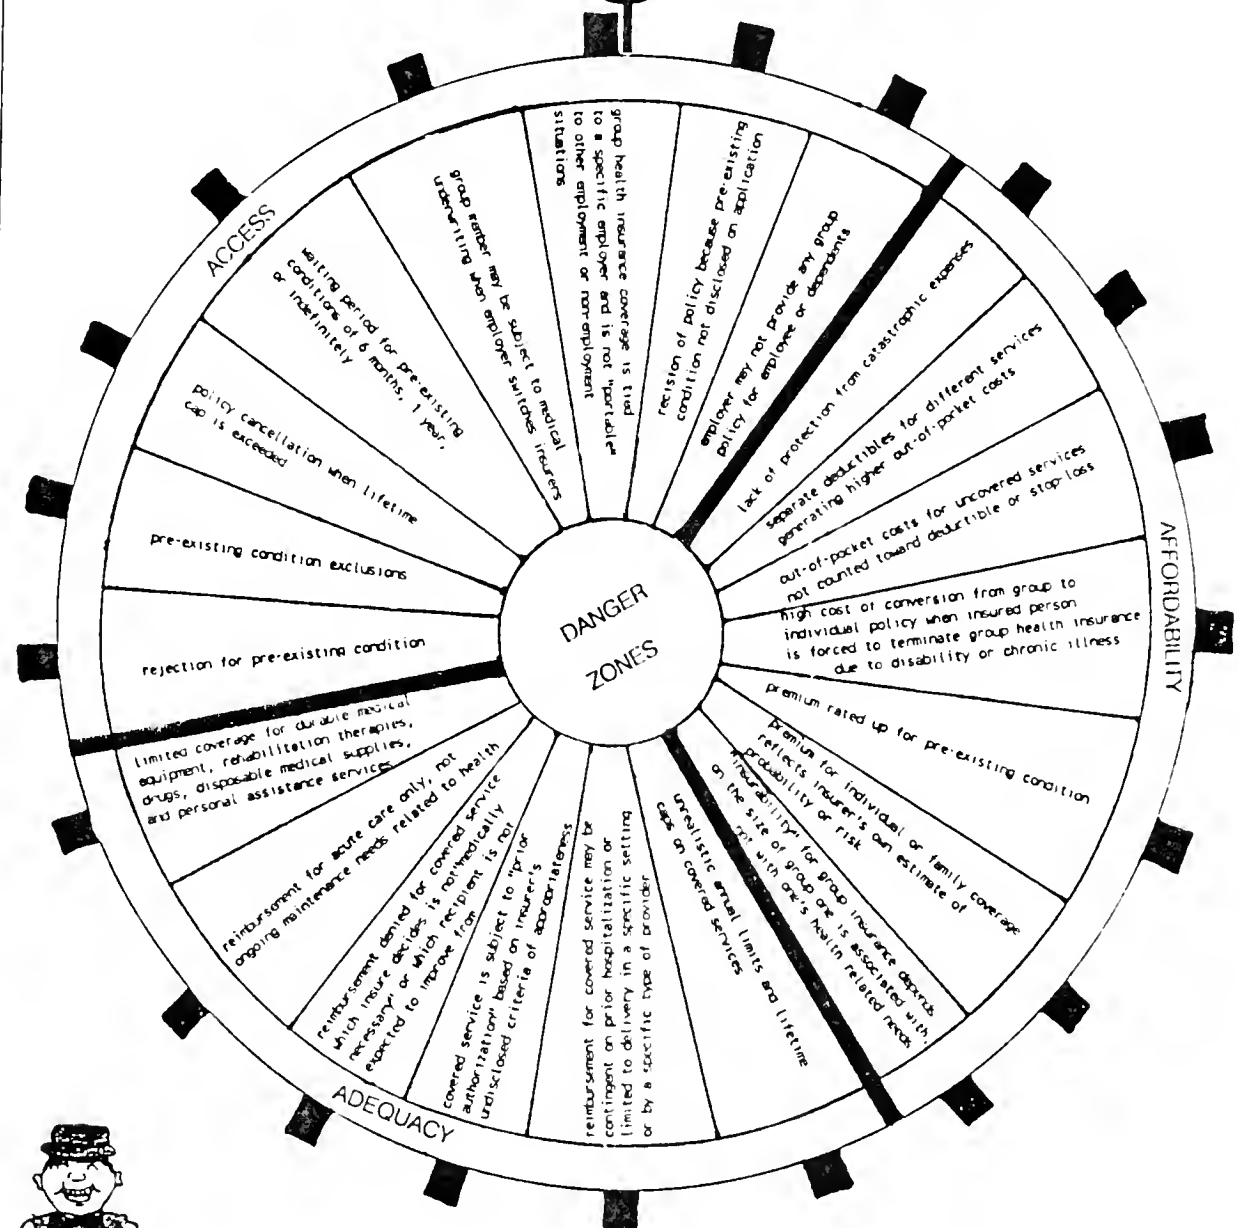 DANGER
ZONES
ACCESS
rejection for pre-existing condition
pre-existing condition exclusions
policy cancellation when lifetime
cap is exceeded
waiting period for pre-existing
conditions of 6 months, 1 year,
or indefinitely
group member may be subject to medical
underwriting when employer switches insurers
group health insurance coverage is tied
to a specific employer and is not "portable"
to other employment or non-employment
situations
recision of policy because pre-existing
condition not disclosed on application
employer may not provide any group
policy for employee or dependents
AFFORDABILITY
lack of protection from catastrophic expenses
separate deductibles for different services
generating higher out-of-pocket costs
out-of-pocket costs for uncovered services
not counted toward deductible or stop-loss
high cost of conversion from group to
individual policy when insured person
is forced to terminate group health insurance
due to disability or chronic illness
premium rated up for pre-existing condition
premium for individual or family coverage
reflects insurer's own estimate of
probability or risk
"insurability" for group insurance depends
on the size of group one is associated with,
not with one's health related needs
ADEQUACY
unrealistic annual limits and lifetime
caps on covered services
reimbursement for covered service may be
contingent on prior hospitalization or
limited to delivery in a specific setting
or by a specific type of provider
covered service is subject to "prior
authorization" based on insurer's
undisclosed criteria of appropriateness
reimbursement denied for covered service
which insure decides is not "medically
necessary" or which recipient is not
expected to improve from
reimbursement for acute care only, not
ongoing maintenance needs related to health
limited coverage for durable medical
equipment, rehabilitation therapies,
drugs, disposable medical supplies,
and personal assistance services